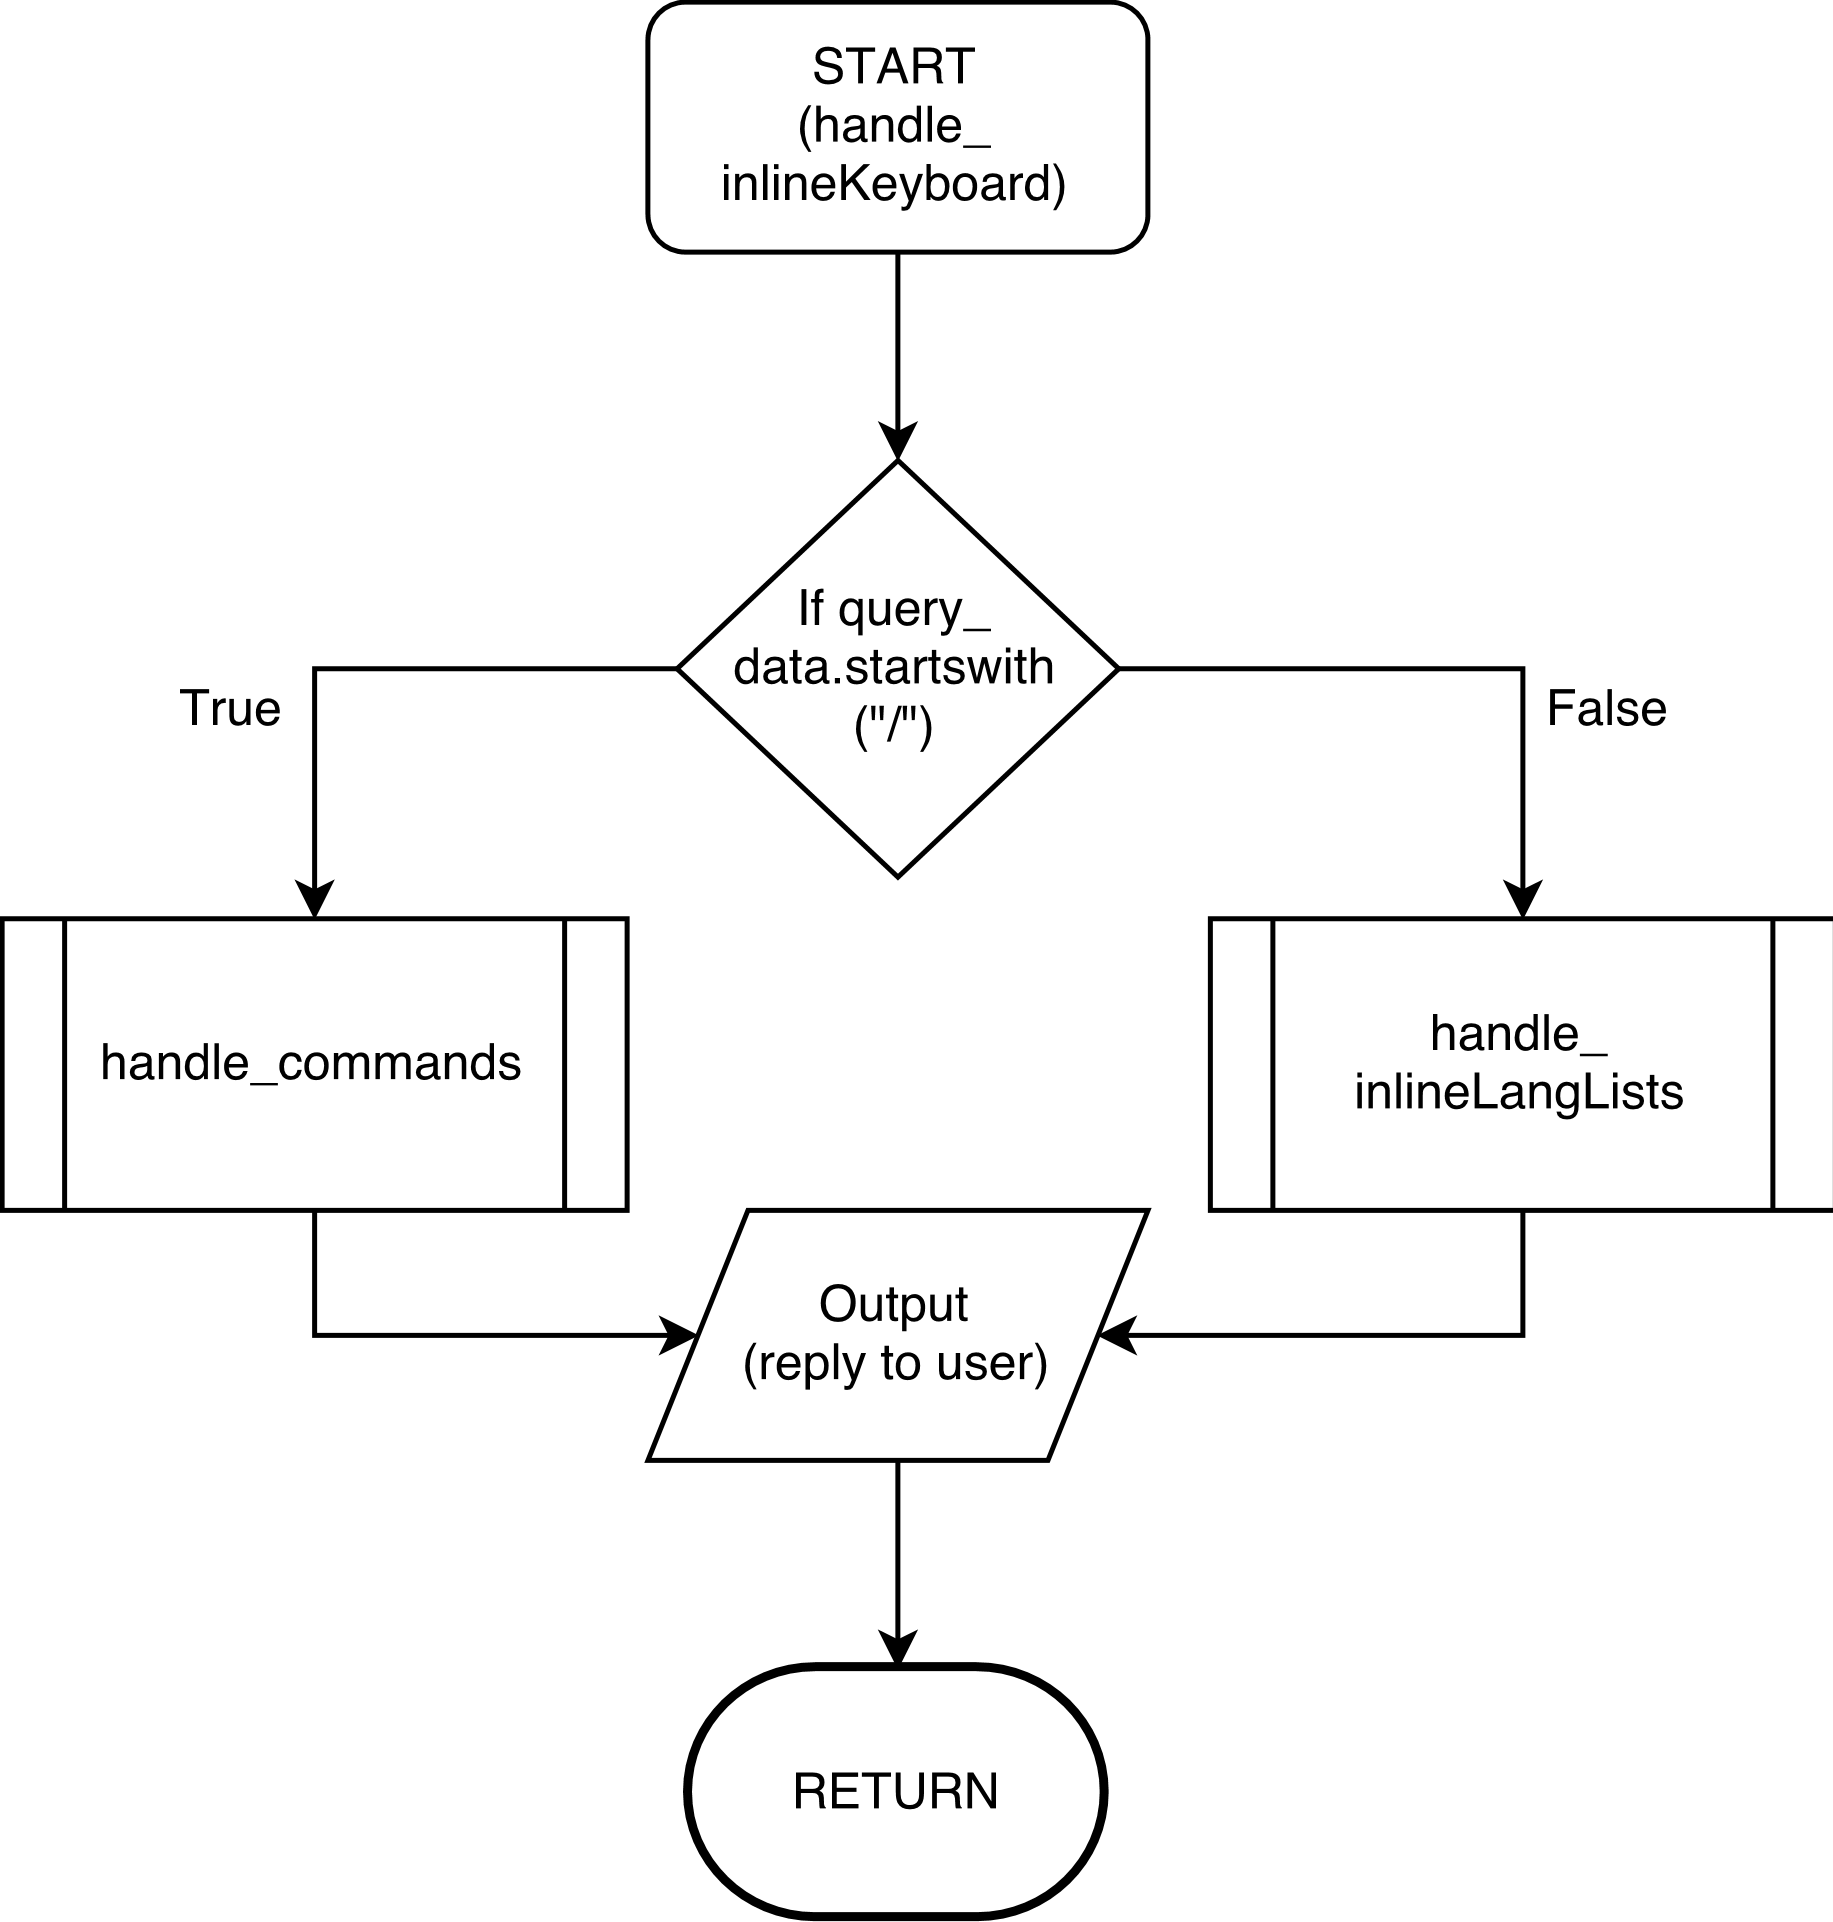 START
(handle_
inlineKeyboard)
If query_
data.startswith
("/")
True
False
handle_commands
handle_
inlineLangLists
Output
(reply to user)
RETURN